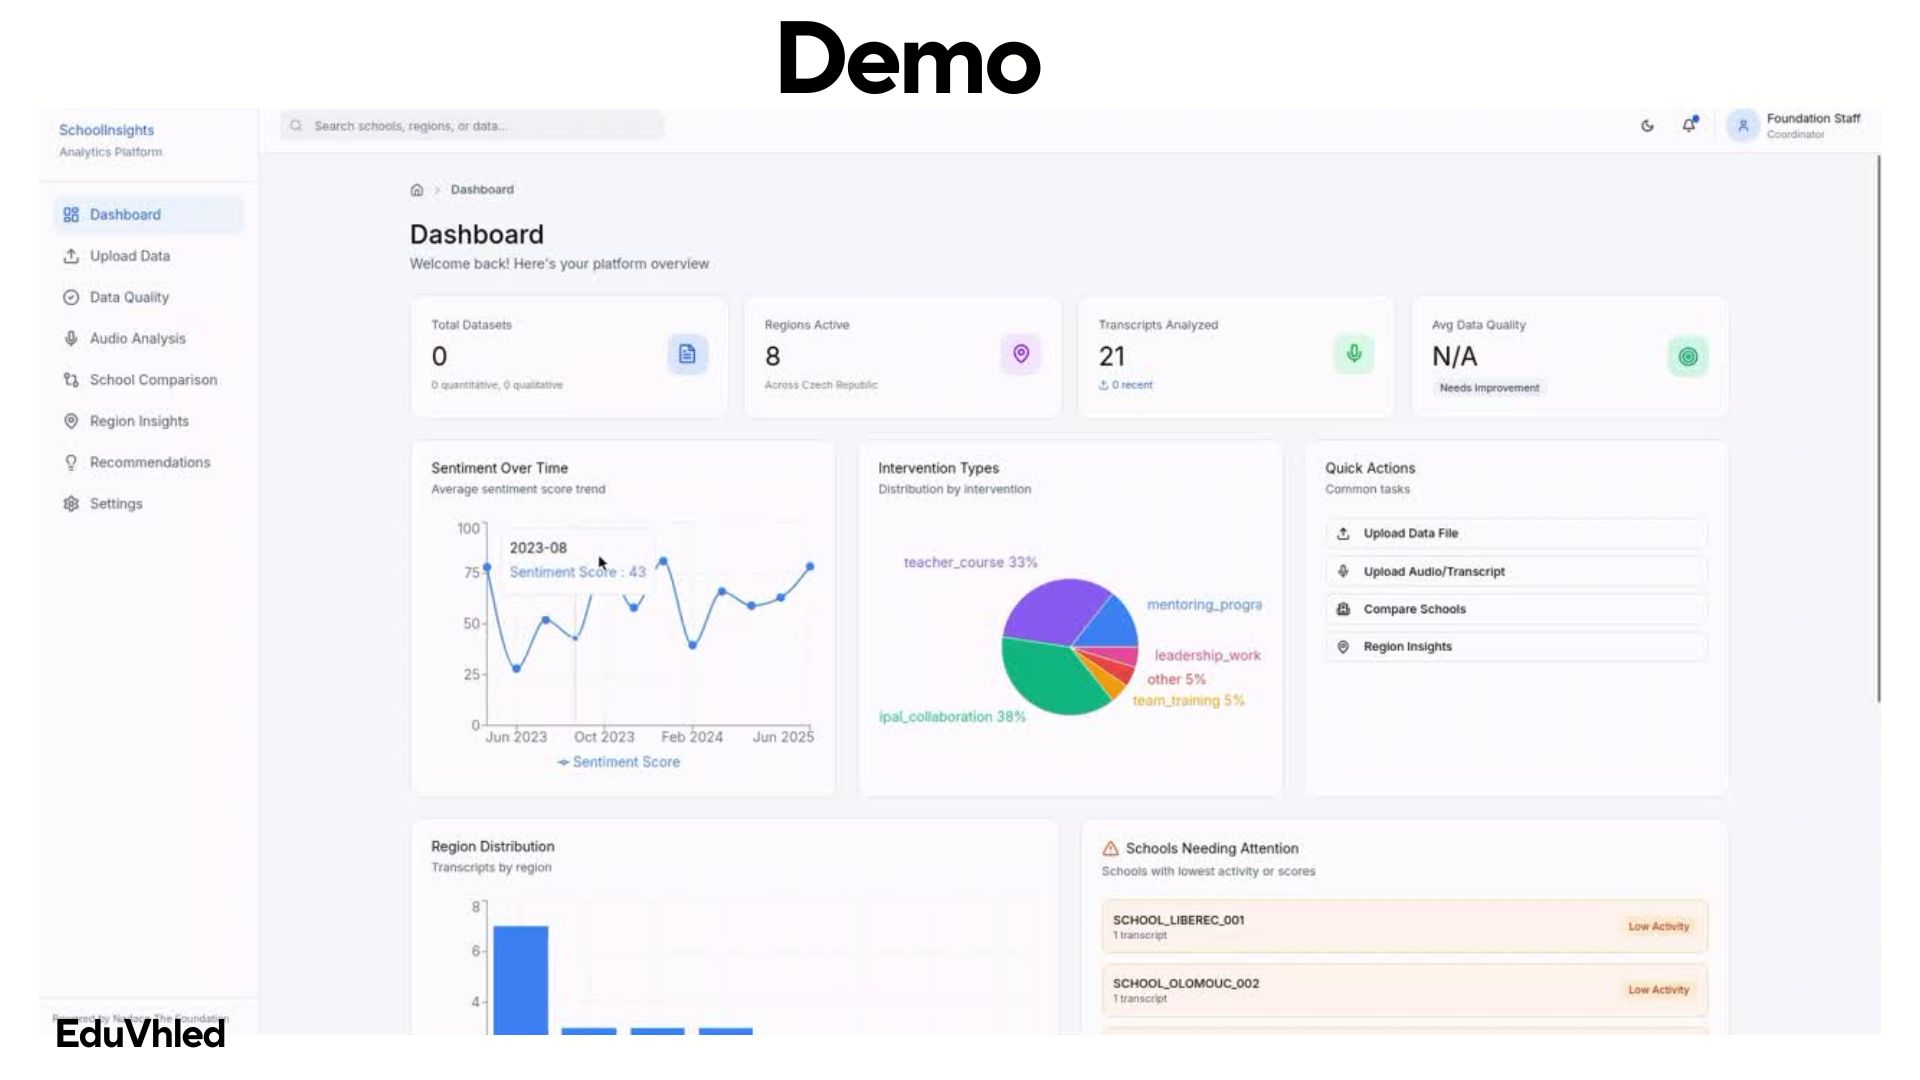 Demo
SchoolInsights
Analytics Platform
Search schools, regions, or data...
Foundation Staff
Coordinator
Dashboard
Upload Data
Data Quality
Audio Analysis
School Comparison
Region Insights
Recommendations
Settings
Dashboard
Dashboard
Welcome back! Here's your platform overview
Total Datasets
0
0 quantitative, 0 qualitative
Regions Active
8
Across Czech Republic
Transcripts Analyzed
21
0 recent
Avg Data Quality
N/A
Needs Improvement
Sentiment Over Time
Average sentiment score trend
100
75
50
25
0
2023-08
Sentiment Score : 43
Jun 2023
Oct 2023
Feb 2024
Jun 2025
Sentiment Score
Intervention Types
Distribution by intervention
teacher_course 33%
mentoring_progra
leadership_work
other 5%
team_training 5%
ipal_collaboration 38%
Quick Actions
Common tasks
Upload Data File
Upload Audio/Transcript
Compare Schools
Region Insights
Region Distribution
Transcripts by region
8
6
4
Schools Needing Attention
Schools with lowest activity or scores
SCHOOL_LIBEREC_001
1 transcript
Low Activity
SCHOOL_OLOMOUC_002
1 transcript
Low Activity
Powered by Nadace The Foundation
EduVhled